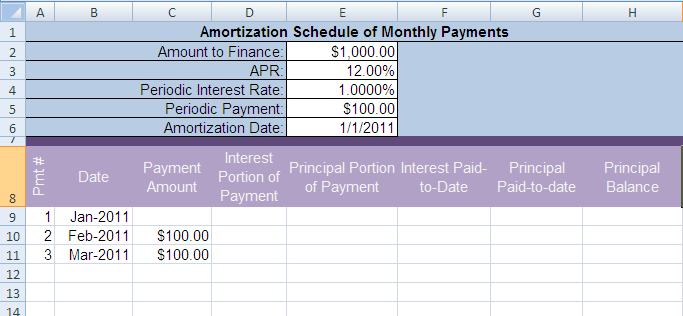 A B C D E F G H
1 Amortization Schedule of Monthly Payments
2 Amount to Finance: $1,000.00
3 APR: 12.00%
4 Periodic Interest Rate: 1.0000%
5 Periodic Payment: $100.00
6 Amortization Date: 1/1/2011
7
8 Pmt # Date Payment Amount Interest Portion of Payment Principal Portion of Payment Interest Paid-to-Date Principal Paid-to-date Principal Balance
9 1 Jan-2011
10 2 Feb-2011 $100.00
11 3 Mar-2011 $100.00
12
13
14